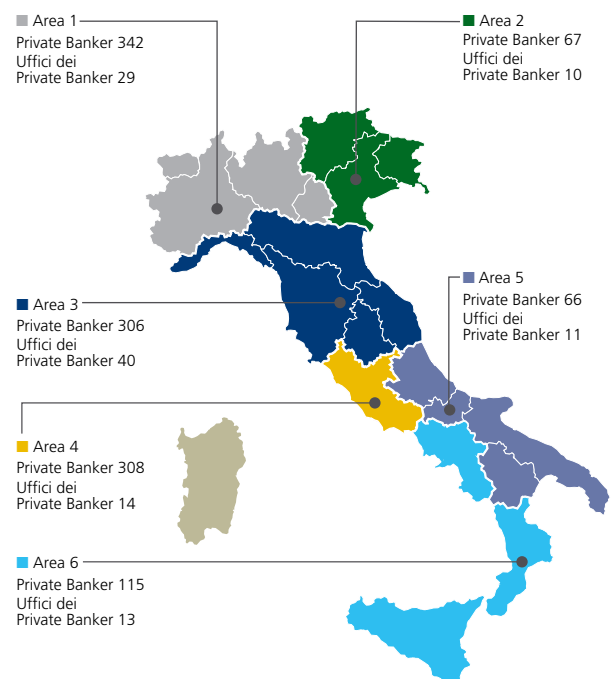 Area 1
Private Banker 342
Uffici dei
Private Banker 29
Area 2
Private Banker 67
Uffici dei
Private Banker 10
Area 3
Private Banker 306
Uffici dei
Private Banker 40
Area 5
Private Banker 66
Uffici dei
Private Banker 11
Area 4
Private Banker 308
Uffici dei
Private Banker 14
Area 6
Private Banker 115
Uffici dei
Private Banker 13